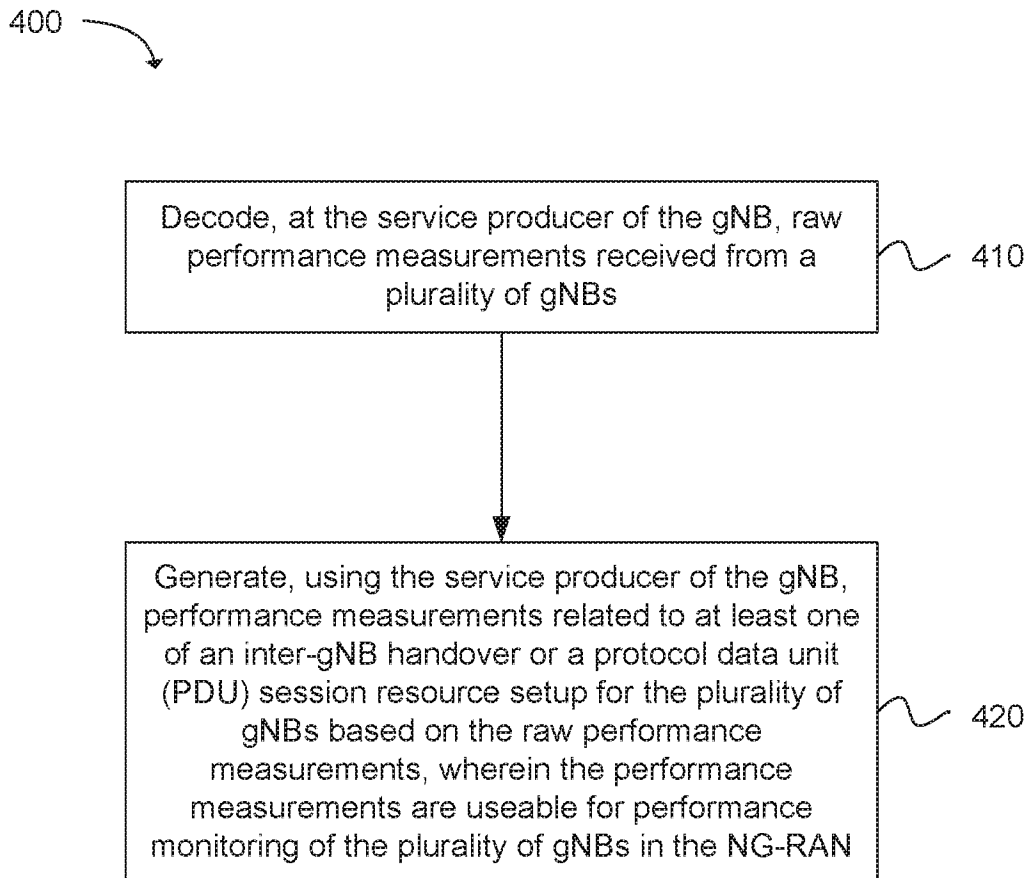 400
Decode, at the service producer of the gNB, raw
performance measurements received from a
plurality of gNBs
410
Generate, using the service producer of the gNB,
performance measurements related to at least one
of an inter-gNB handover or a protocol data unit
(PDU) session resource setup for the plurality of
gNBs based on the raw performance
measurements, wherein the performance
measurements are useable for performance
monitoring of the plurality of gNBs in the NG-RAN
420